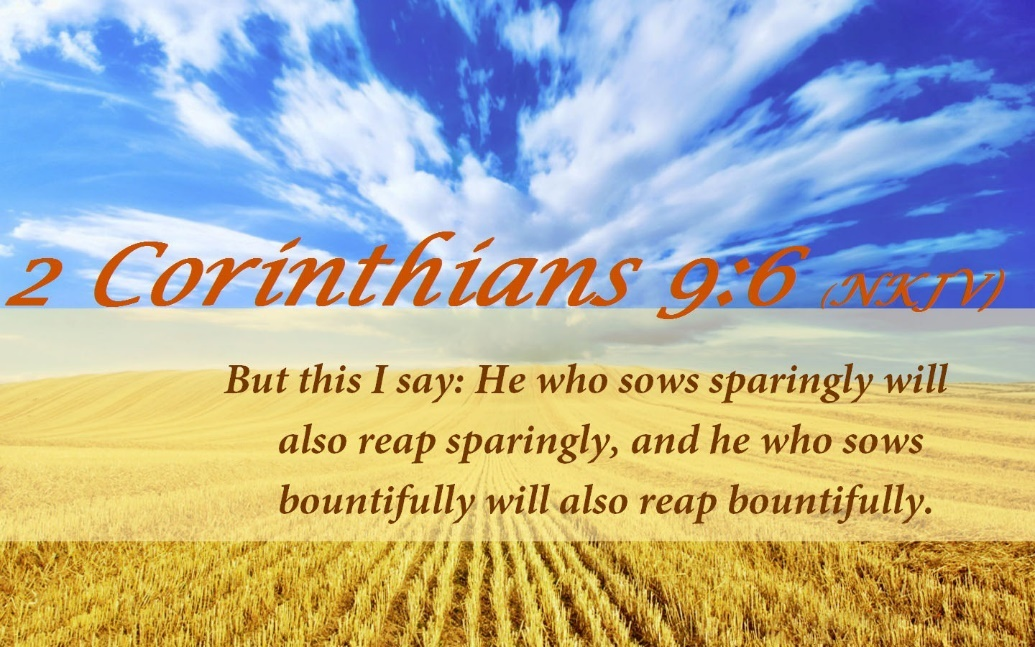 2 Corinthians 9:6 (NKJV)
But this I say: He who sows sparingly will
also reap sparingly, and he who sows
bountifully will also reap bountifully.